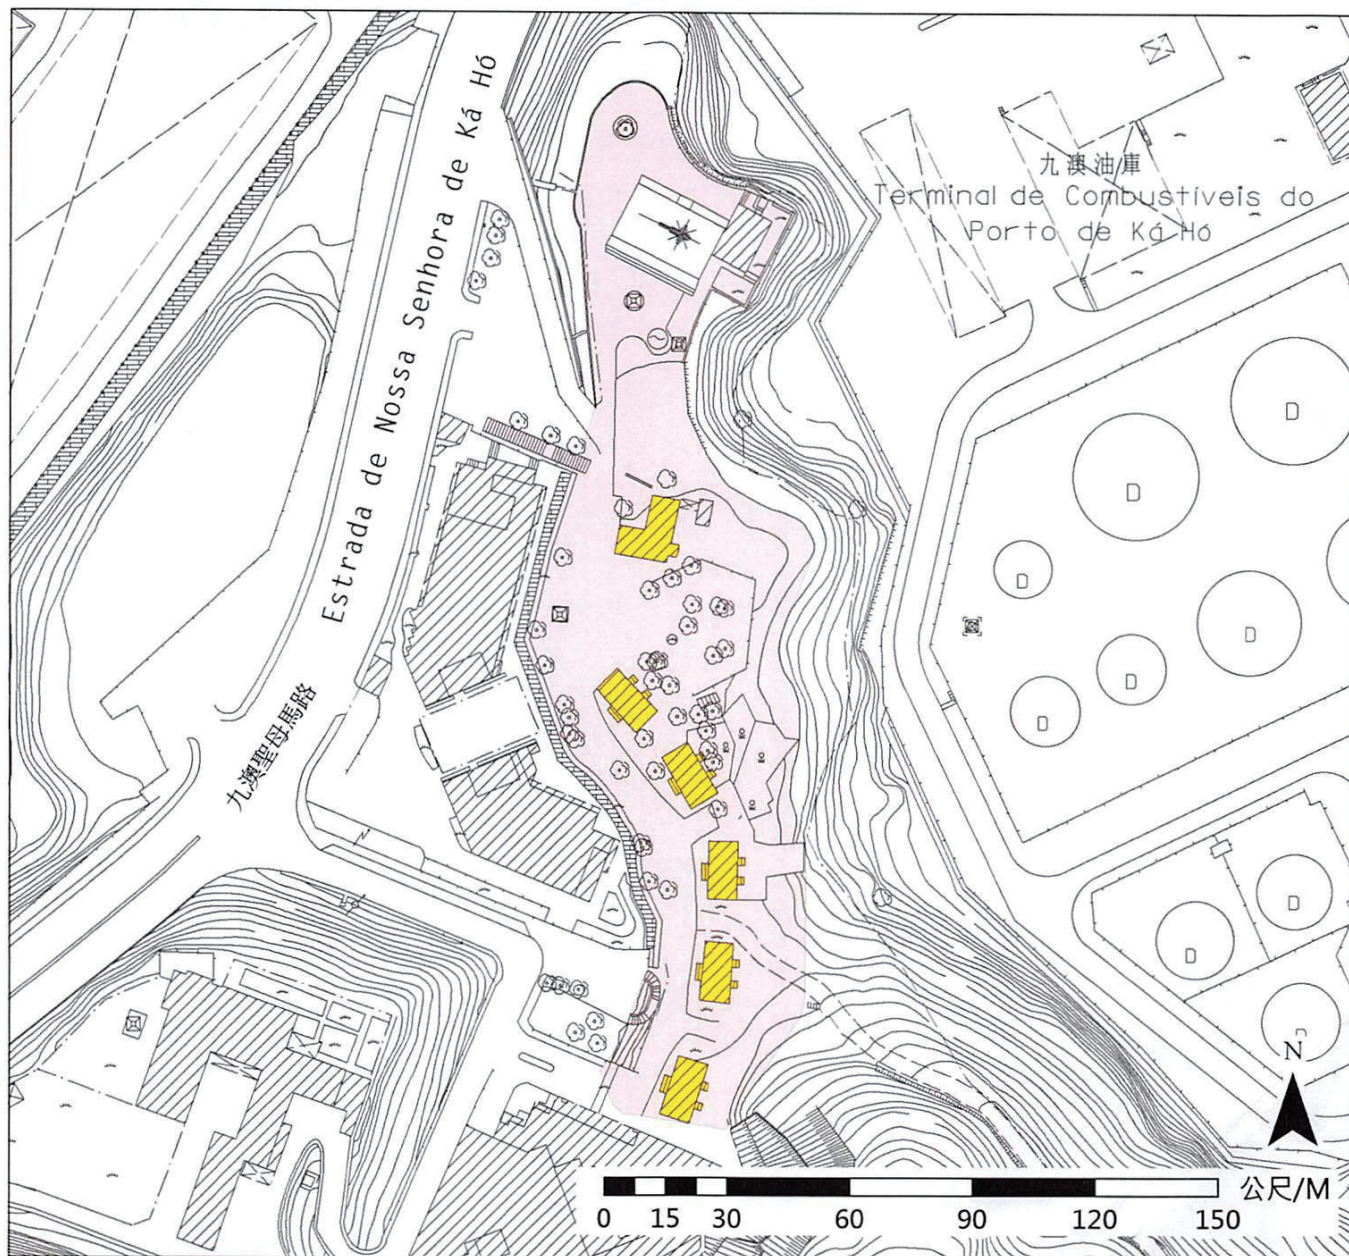 九澳油庫
Terminal de Combustíveis do
Porto de Ká Hó
Estrada de Nossa Senhora de Ká Hó
九澳聖母馬路
D
D
D
D
D
D
D
D
D
N
公尺/M
0 15 30 60 90 120 150